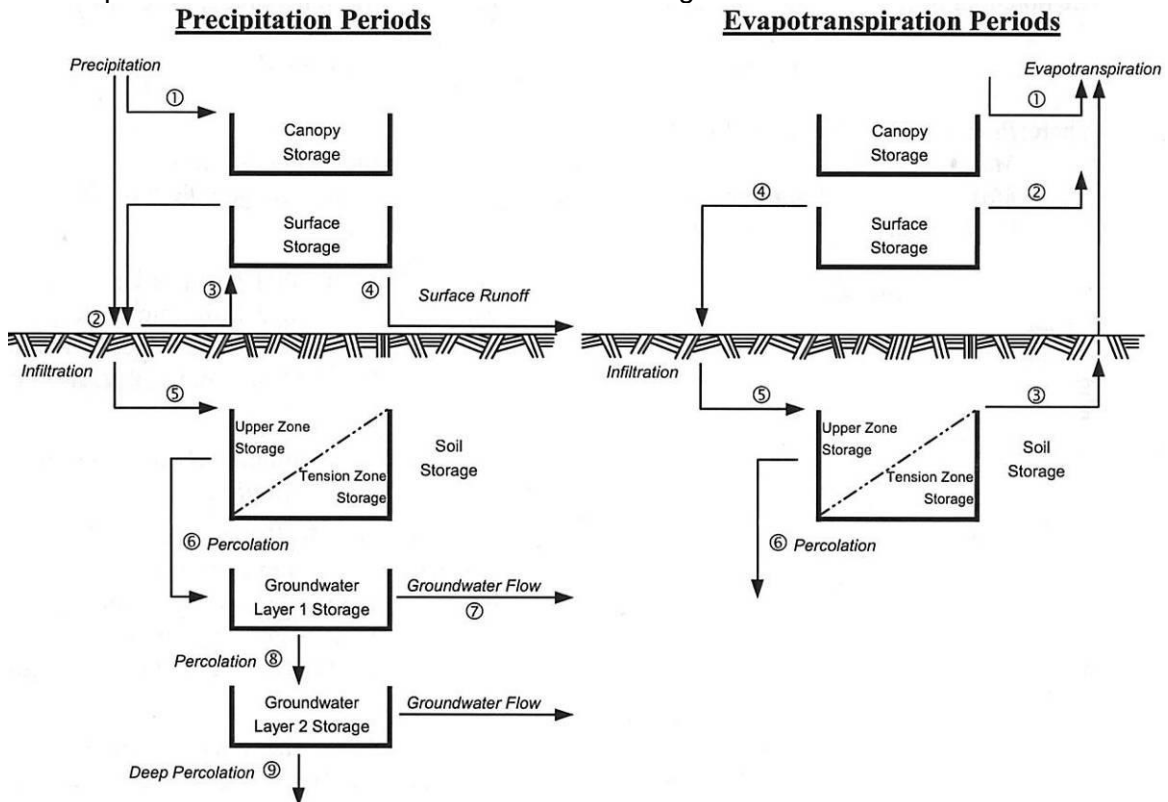 Precipitation Periods
Precipitation
①
Canopy
Storage
Surface
Storage
③
④
Surface Runoff
②
Infiltration
⑤
Upper Zone
Storage
Tension Zone
Storage
Soil
Storage
⑥ Percolation
Groundwater
Layer 1 Storage
Groundwater Flow
⑦
Percolation ⑧
Groundwater
Layer 2 Storage
Groundwater Flow
Deep Percolation ⑨
Evapotranspiration Periods
Evapotranspiration
①
Canopy
Storage
②
④
Surface
Storage
Infiltration
⑤
③
Upper Zone
Storage
Tension Zone
Storage
Soil
Storage
⑥ Percolation